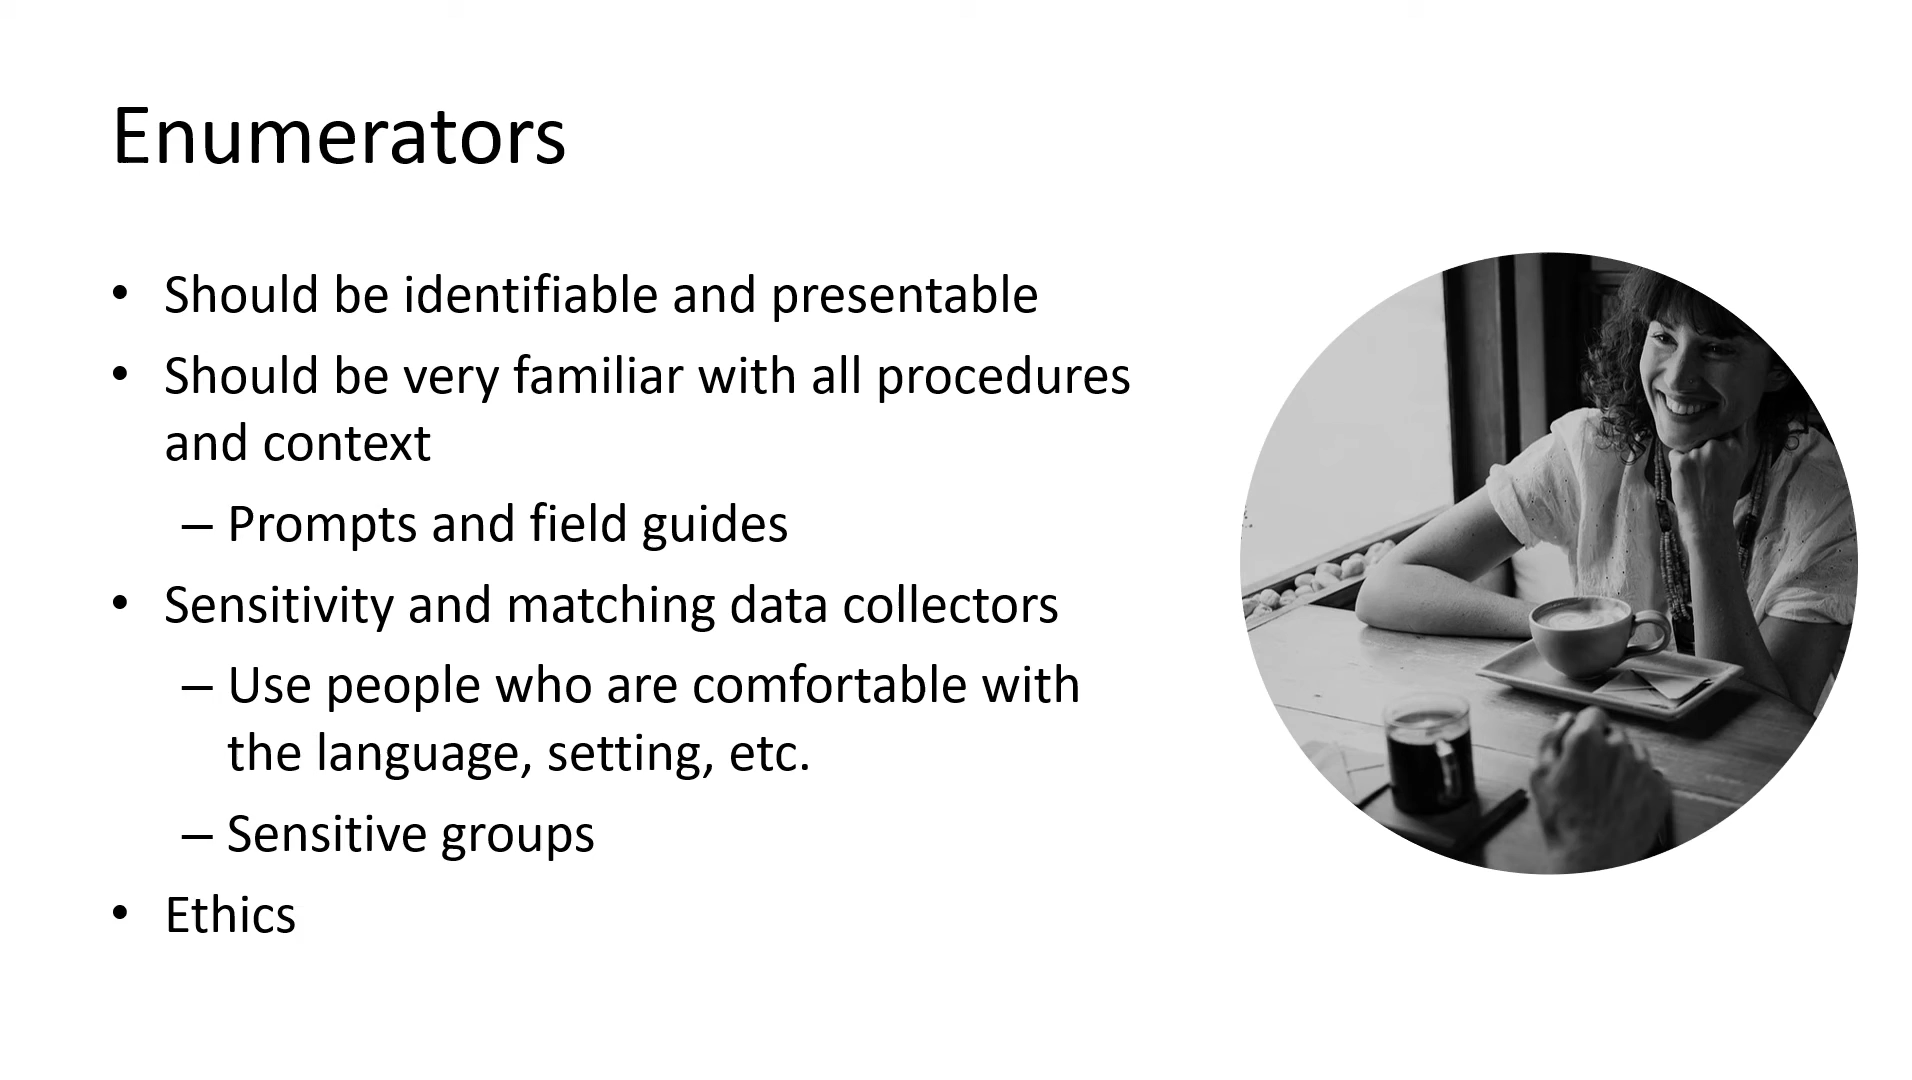 Enumerators
• Should be identifiable and presentable
• Should be very familiar with all procedures
and context
– Prompts and field guides
• Sensitivity and matching data collectors
– Use people who are comfortable with
the language, setting, etc.
– Sensitive groups
• Ethics